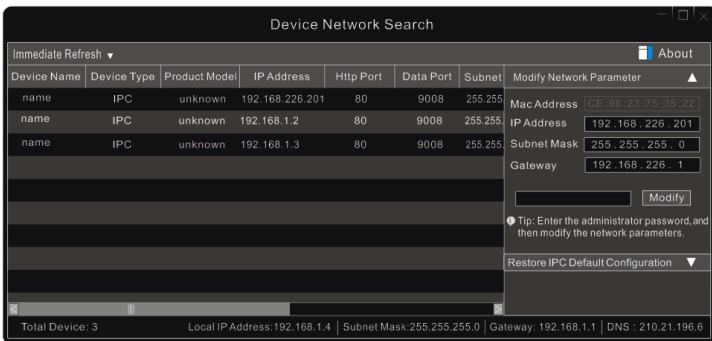 Device Network Search
Immediate Refresh ▼
About
Device Name Device Type Product Model IP Address Http Port Data Port Subnet
name IPC unknown 192.168.226.201 80 9008 255.255
name IPC unknown 192.168.1.2 80 9008 255.255.
name IPC unknown 192.168.1.3 80 9008 255.255.
Modify Network Parameter ▲
Mac Address CE :98 :23 :75 :35 :22
IP Address 192 . 168 . 226 . 201
Subnet Mask 255 . 255 . 255 . 0
Gateway 192 . 168 . 226 . 1
Modify
Tip: Enter the administrator password,and
then modify the network parameters.
Restore IPC Default Configuration ▼
Total Device: 3 Local IP Address:192.168.1.4 Subnet Mask:255.255.255.0 Gateway: 192.168.1.1 DNS : 210.21.196.6